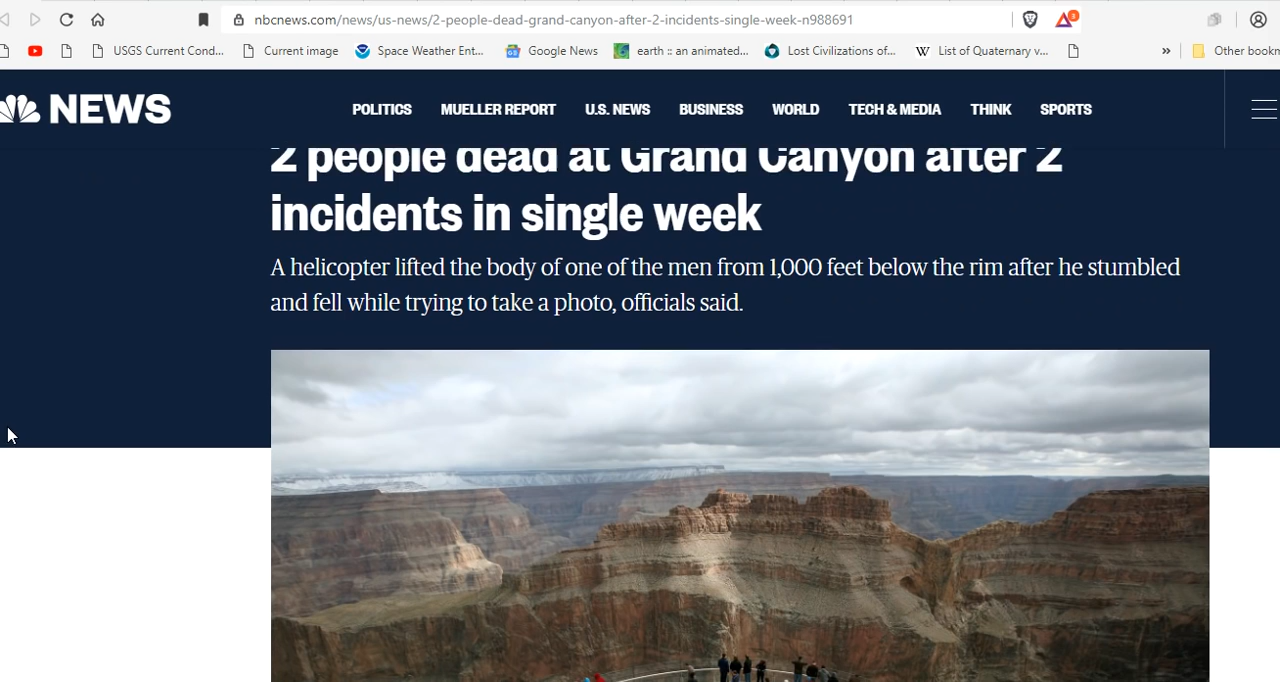 nbcnews.com/news/us-news/2-people-dead-grand-canyon-after-2-incidents-single-week-n988691
3
USGS Current Cond... Current image Space Weather Ent... Google News earth :: an animated... Lost Civilizations of... W List of Quaternary v... » Other bookm
NEWS POLITICS MUELLER REPORT U.S. NEWS BUSINESS WORLD TECH & MEDIA THINK SPORTS
2 people dead at Grand Canyon after 2
incidents in single week
A helicopter lifted the body of one of the men from 1,000 feet below the rim after he stumbled
and fell while trying to take a photo, officials said.